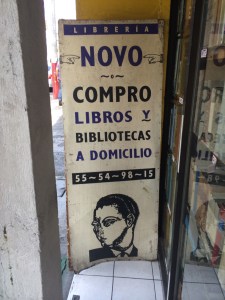 LIBRERIA
NOVO
COMPRO
LIBROS Y
BIBLIOTECAS
A DOMICILIO
55~54~98~15